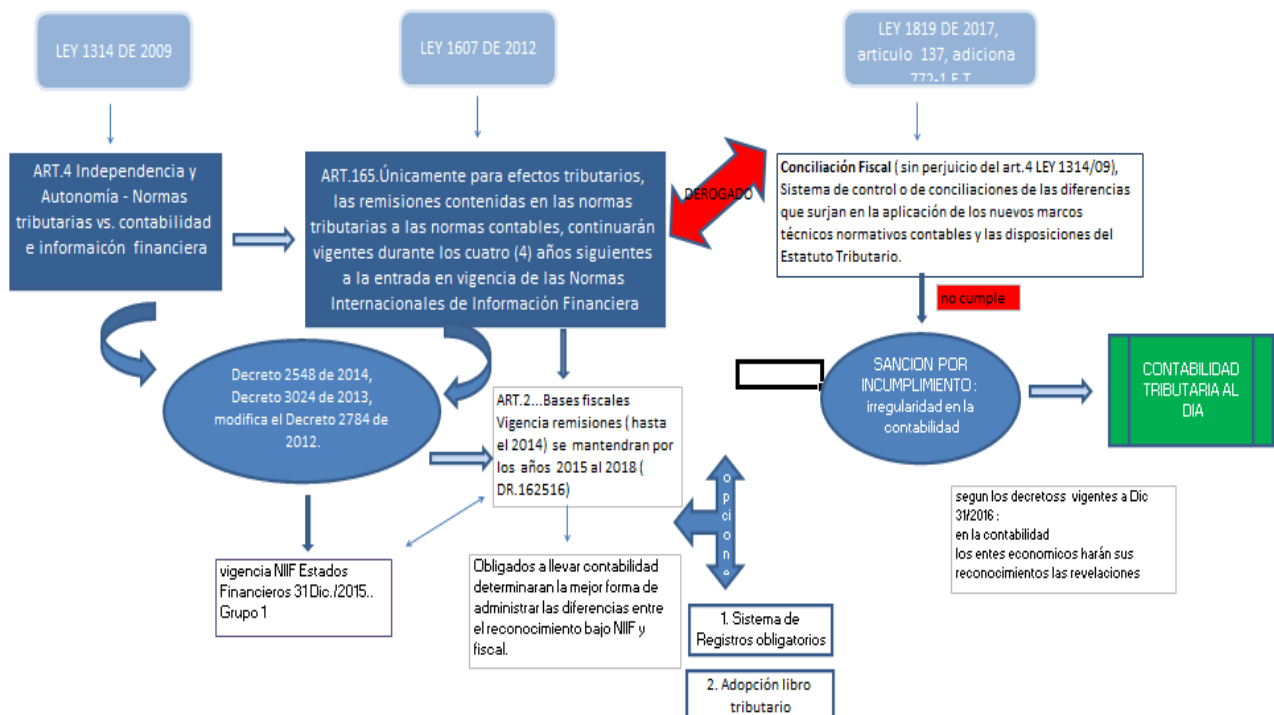 LEY 1314 DE 2009
LEY 1607 DE 2012
LEY 1819 DE 2017,
articulo 137, adiciona
772-1 E.T
ART.4 Independencia y
Autonomía - Normas
tributarias vs. contabilidad
e informaicón financiera
ART.165.Únicamente para efectos tributarios,
las remisiones contenidas en las normas
tributarias a las normas contables, continuarán
vigentes durante los cuatro (4) años siguientes
a la entrada en vigencia de las Normas
Internacionales de Información Financiera
DEROGADO
Conciliación Fiscal ( sin perjuicio del art.4 LEY 1314/09),
Sistema de control o de conciliaciones de las diferencias
que surjan en la aplicación de los nuevos marcos
técnicos normativos contables y las disposiciones del
Estatuto Tributario.
no cumple
Decreto 2548 de 2014,
Decreto 3024 de 2013,
modifica el Decreto 2784 de
2012.
ART.2...Bases fiscales
Vigencia remisiones ( hasta
el 2014) se mantendran por
los años 2015 al 2018 (
DR.162516)
SANCION POR
INCUMPLIMIENTO :
irregularidad en la
contabilidad
CONTABILIDAD
TRIBUTARIA AL
DIA
o
pci
o
n
e
segun los decretoss vigentes a Dic
31/2016 :
en la contabilidad
los entes economicos harán sus
reconocimientos las revelaciones
vigencia NIIF Estados
Financieros 31 Dic./2015..
Grupo 1
Obligados a llevar contabilidad
determinaran la mejor forma de
administrar las diferencias entre
el reconocimiento bajo NIIF y
fiscal.
1. Sistema de
Registros obligatorios
2. Adopción libro
tributario